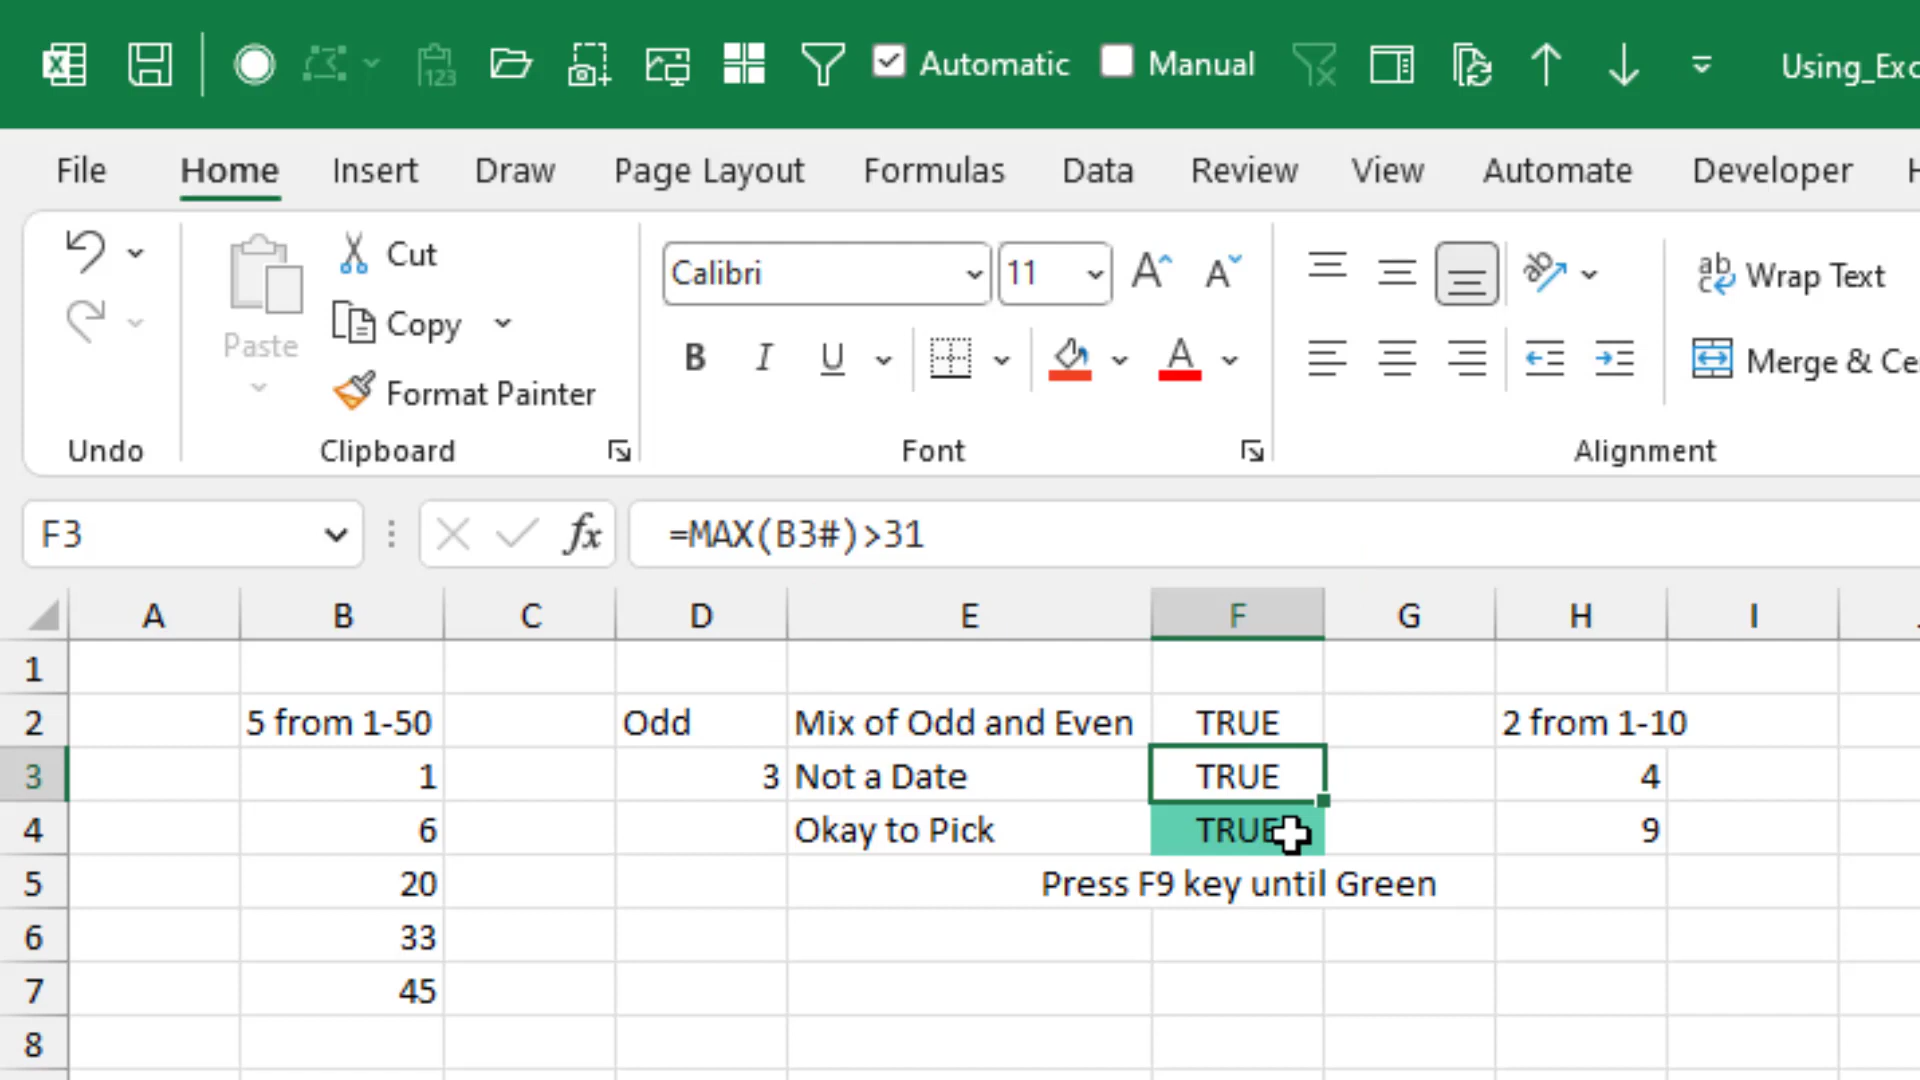 123
Automatic
Manual
Using_Exc
File
Home
Insert
Draw
Page Layout
Formulas
Data
Review
View
Automate
Developer
H
Cut
Copy
Format Painter
Paste
Undo
Clipboard
Calibri
11
B I U
Font
Wrap Text
Merge & Ce
Alignment
F3
fx
=MAX(B3#)>31
A B C D E F G H I J
1
2 5 from 1-50 Odd Mix of Odd and Even TRUE 2 from 1-10
3 1 3 Not a Date TRUE 4
4 6 Okay to Pick TRUE 9
5 20 Press F9 key until Green
6 33
7 45
8